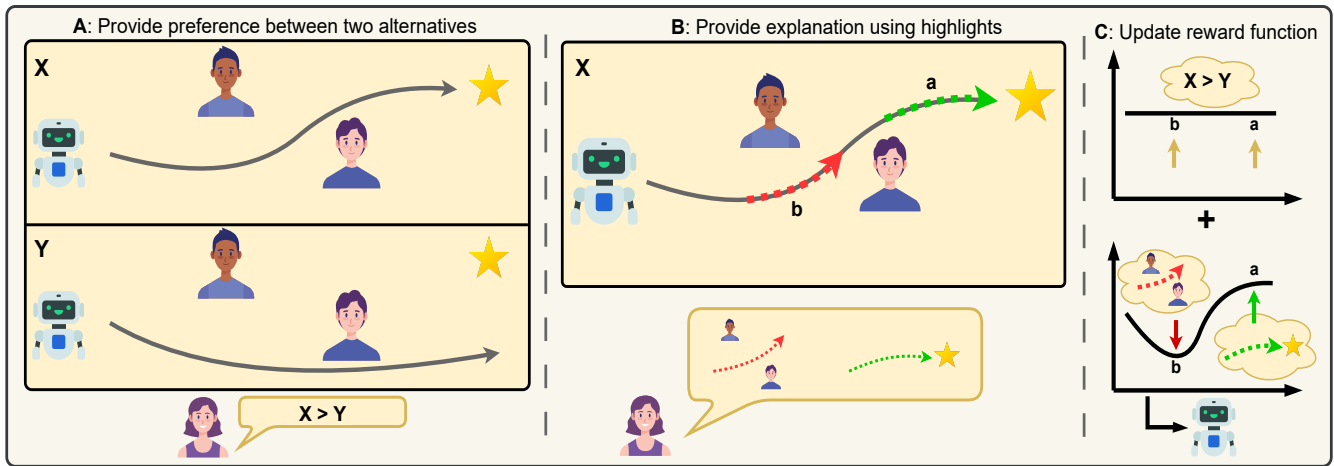 A: Provide preference between two alternatives
X
Y
X > Y
B: Provide explanation using highlights
X
a
b
C: Update reward function
X > Y
b a
+
a
b